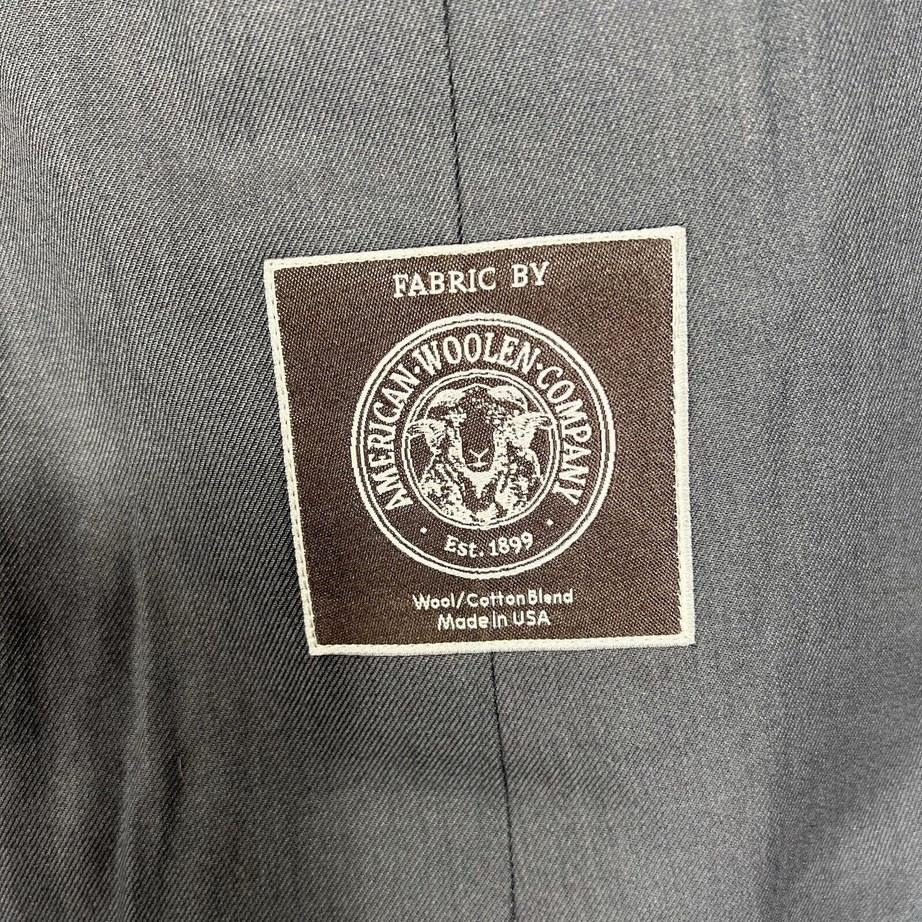 FABRIC BY
AMERICAN·WOOLEN·COMPANY
· Est. 1899 ·
Wool/Cotton Blend
Made in USA